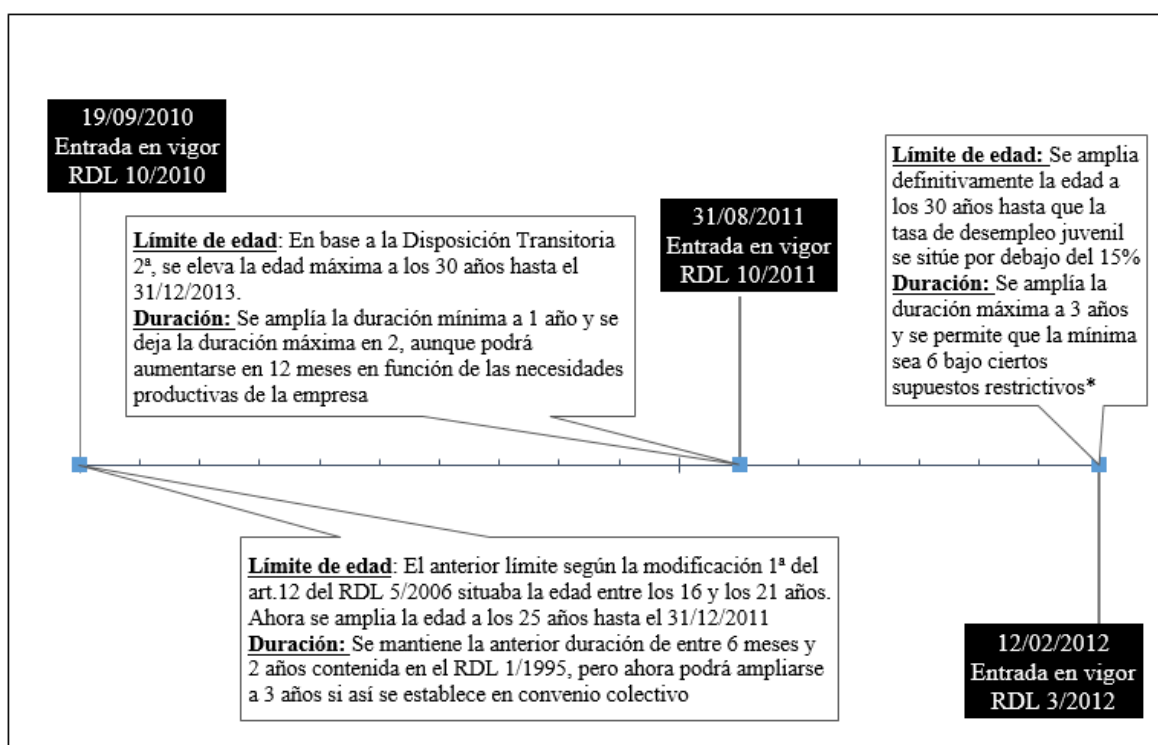 19/09/2010
Entrada en vigor
RDL 10/2010
Límite de edad: En base a la Disposición Transitoria
2ª, se eleva la edad máxima a los 30 años hasta el
31/12/2013.
Duración: Se amplía la duración mínima a 1 año y se
deja la duración máxima en 2, aunque podrá
aumentarse en 12 meses en función de las necesidades
productivas de la empresa
31/08/2011
Entrada en vigor
RDL 10/2011
Límite de edad: Se amplia
definitivamente la edad a
los 30 años hasta que la
tasa de desempleo juvenil
se sitúe por debajo del 15%
Duración: Se amplía la
duración máxima a 3 años
y se permite que la mínima
sea 6 bajo ciertos
supuestos restrictivos*
Límite de edad: El anterior límite según la modificación 1ª del
art.12 del RDL 5/2006 situaba la edad entre los 16 y los 21 años.
Ahora se amplia la edad a los 25 años hasta el 31/12/2011
Duración: Se mantiene la anterior duración de entre 6 meses y
2 años contenida en el RDL 1/1995, pero ahora podrá ampliarse
a 3 años si así se establece en convenio colectivo
12/02/2012
Entrada en vigor
RDL 3/2012